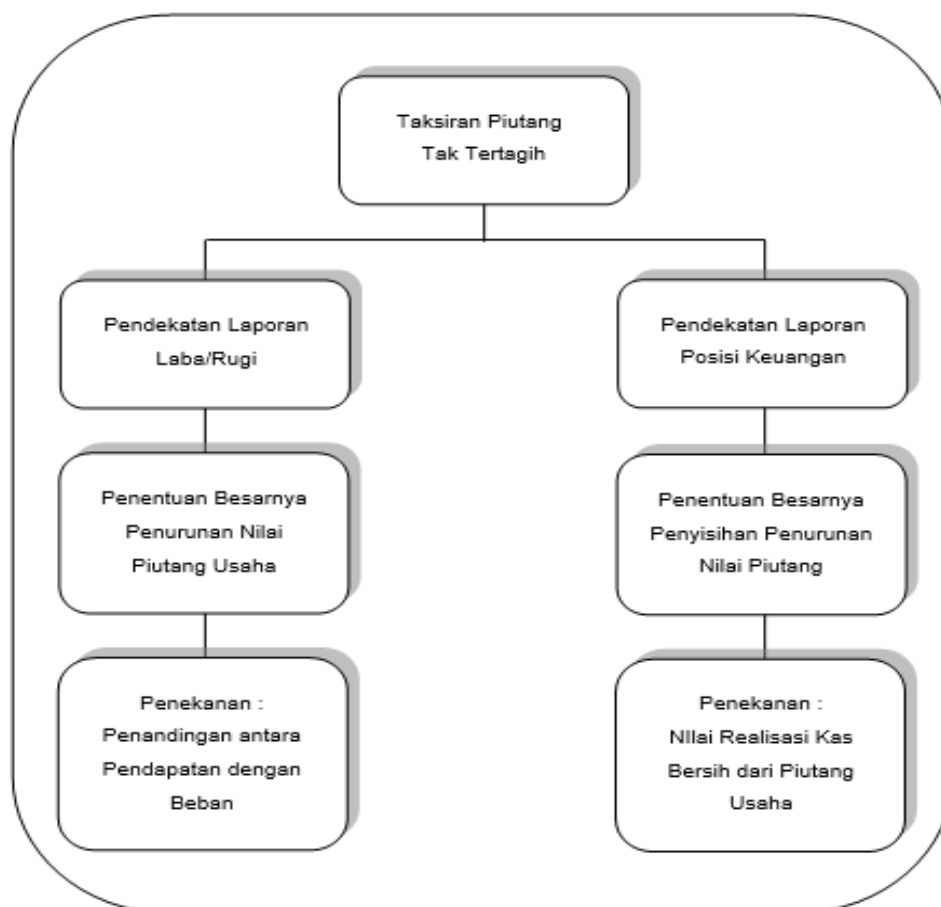 Taksiran Piutang
Tak Tertagih
Pendekatan Laporan
Laba/Rugi
Pendekatan Laporan
Posisi Keuangan
Penentuan Besarnya
Penurunan Nilai
Piutang Usaha
Penentuan Besarnya
Penyisihan Penurunan
Nilai Piutang
Penekanan :
Penandingan antara
Pendapatan dengan
Beban
Penekanan :
NIlai Realisasi Kas
Bersih dari Piutang
Usaha